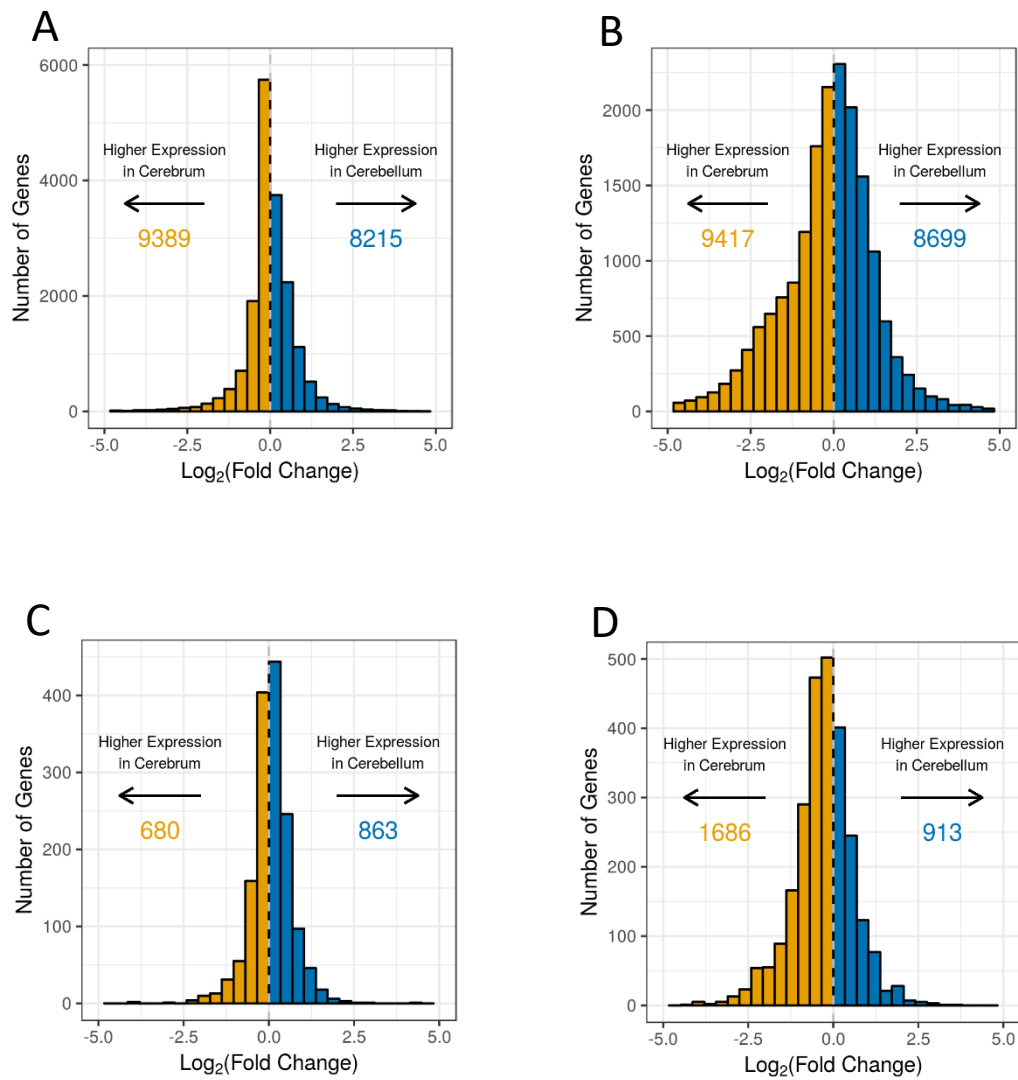 A
Number of Genes
6000
4000
2000
0
Higher Expression
in Cerebrum
9389
Higher Expression
in Cerebellum
8215
-5.0 -2.5 0.0 2.5 5.0
Log2(Fold Change)
B
Number of Genes
2000
1500
1000
500
0
Higher Expression
in Cerebrum
9417
Higher Expression
in Cerebellum
8699
-5.0 -2.5 0.0 2.5 5.0
Log2(Fold Change)
C
Number of Genes
400
300
200
100
0
Higher Expression
in Cerebrum
680
Higher Expression
in Cerebellum
863
-5.0 -2.5 0.0 2.5 5.0
Log2(Fold Change)
D
Number of Genes
500
400
300
200
100
0
Higher Expression
in Cerebrum
1686
Higher Expression
in Cerebellum
913
-5.0 -2.5 0.0 2.5 5.0
Log2(Fold Change)